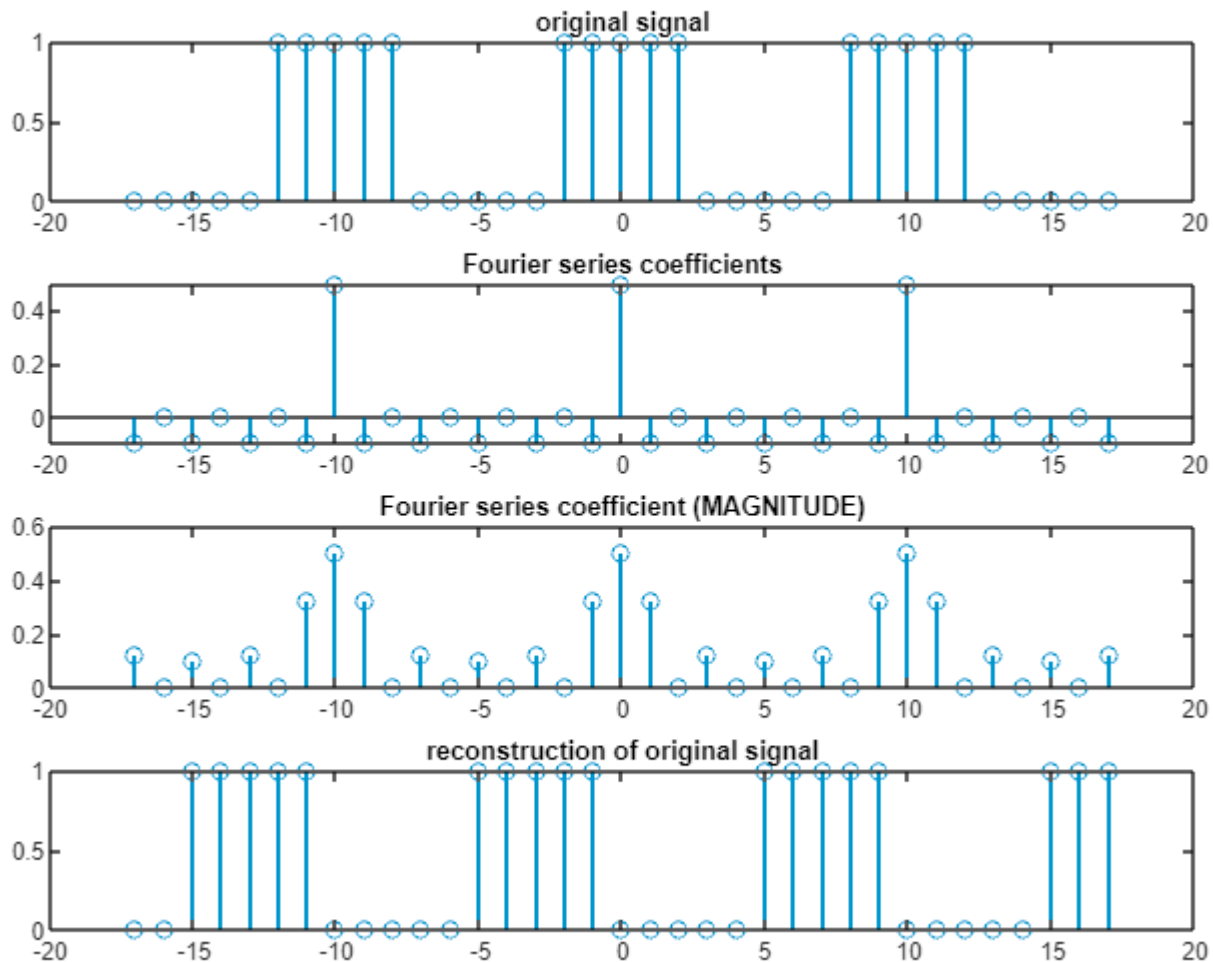 original signal
1
0.5
0
-20 -15 -10 -5 0 5 10 15 20
Fourier series coefficients
0.4
0.2
0
-20 -15 -10 -5 0 5 10 15 20
Fourier series coefficient (MAGNITUDE)
0.6
0.4
0.2
0
-20 -15 -10 -5 0 5 10 15 20
reconstruction of original signal
1
0.5
0
-20 -15 -10 -5 0 5 10 15 20